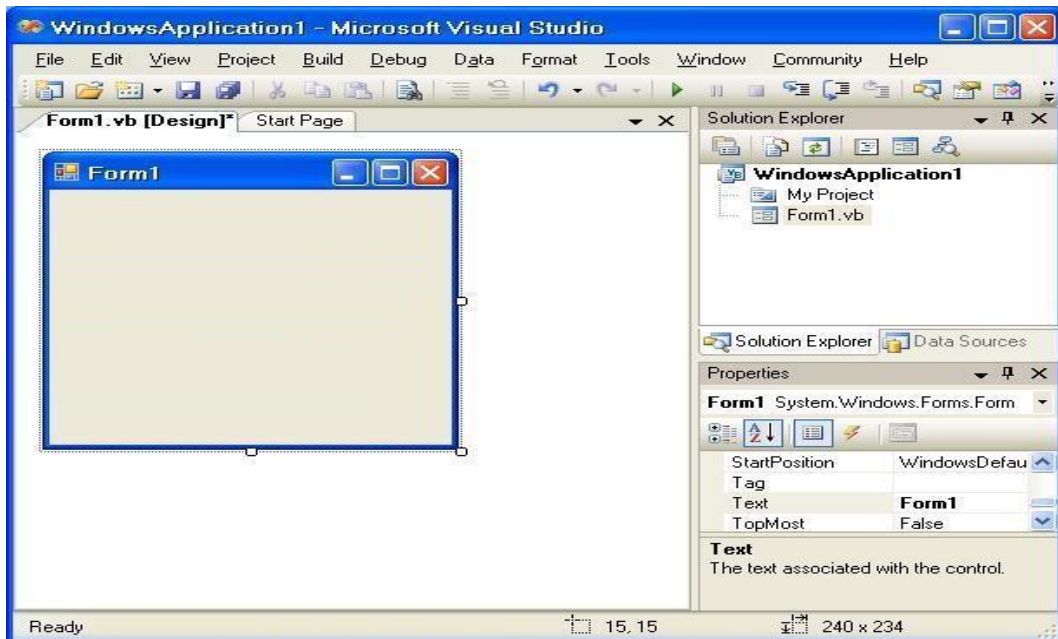 WindowsApplication1 - Microsoft Visual Studio
File Edit View Project Build Debug Data Format Tools Window Community Help
Form1.vb [Design]* Start Page
Form1
Solution Explorer
WindowsApplication1
My Project
Form1.vb
Solution Explorer Data Sources
Properties
Form1 System.Windows.Forms.Form
StartPosition WindowsDefau
Tag
Text Form1
TopMost False
Text
The text associated with the control.
Ready 15, 15 240 x 234